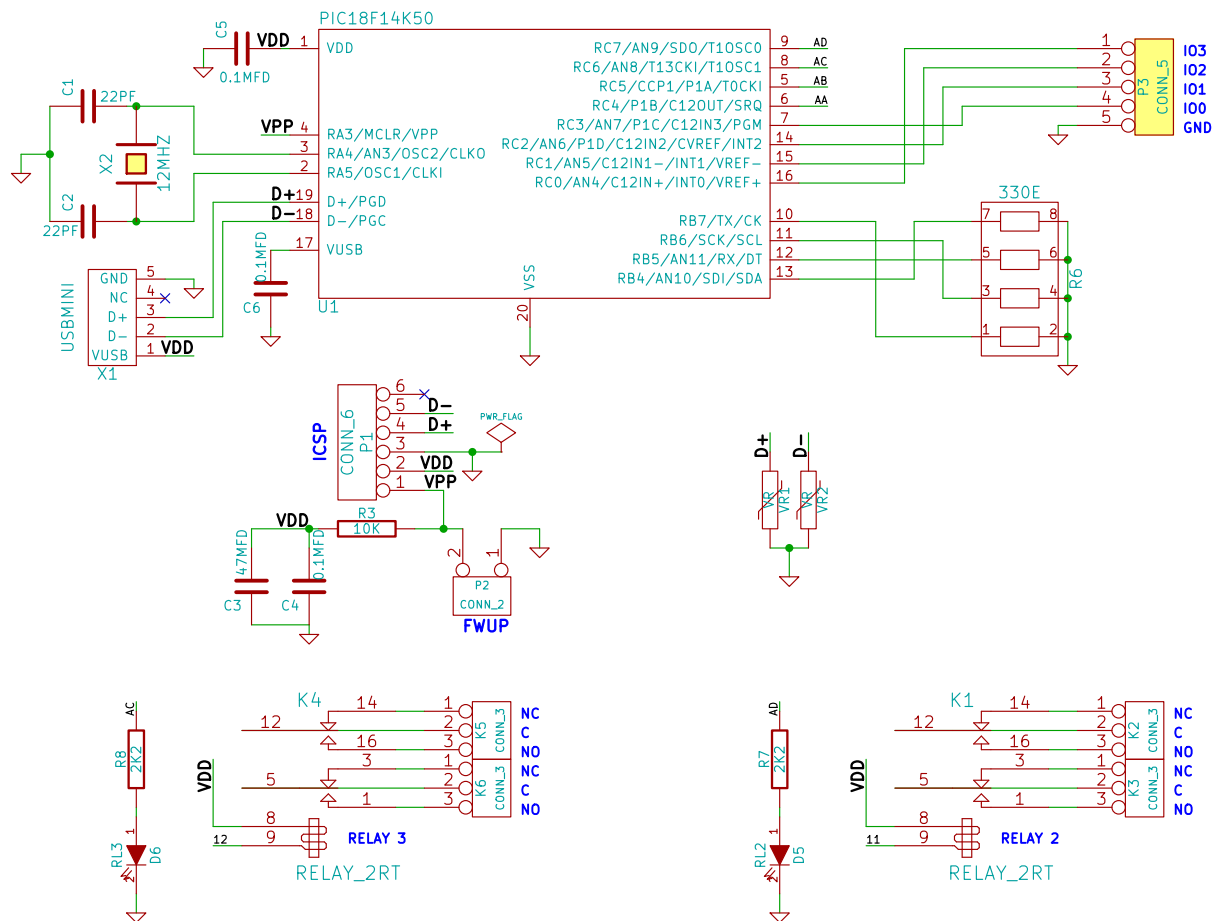 PIC18F14K50
C5
VDD
1
VDD
0.1MFD
RC7/AN9/SDO/T1OSC0
9
AD
RC6/AN8/T13CKI/T1OSC1
8
AC
RC5/CCP1/P1A/T0CKI
5
AB
RC4/P1B/C12OUT/SRQ
6
AA
RC3/AN7/P1C/C12IN3/PGM
7
RC2/AN6/P1D/C12IN2/CVREF/INT2
14
RC1/AN5/C12IN1-/INT1/VREF-
15
RC0/AN4/C12IN+/INT0/VREF+
16
RB7/TX/CK
10
RB6/SCK/SCL
11
RB5/AN11/RX/DT
12
RB4/AN10/SDI/SDA
13
VPP
4
RA3/MCLR/VPP
3
RA4/AN3/OSC2/CLKO
2
RA5/OSC1/CLKI
D+
19
D+/PGD
D-
18
D-/PGC
17
VUSB
VSS
20
U1
C1
22PF
X2
12MHZ
C2
22PF
0.1MFD
C6
USBMINI
GND
5
NC
4
D+
3
D-
2
VUSB
1
VDD
X1
1
2
3
4
5
P3
CONN_5
IO3
IO2
IO1
IO0
GND
330E
7
8
5
6
3
4
1
2
R6
ICSP
CONN_6
P1
6
5
D-
4
D+
3
2
VDD
1
VPP
PWR_FLAG
VDD
R3
10K
47MFD
C3
0.1MFD
C4
2
1
P2
CONN_2
FWUP
D+
D-
VR
VR1
VR
VR2
AC
R8
2K2
RL3
1
2
D6
K4
12
14
16
5
3
1
VDD
8
12
9
RELAY 3
RELAY_2RT
1
2
3
K5
CONN_3
NC
C
NO
1
2
3
K6
CONN_3
NC
C
NO
AD
R7
2K2
RL2
1
2
D5
K1
12
14
16
5
3
1
VDD
8
11
9
RELAY 2
RELAY_2RT
1
2
3
K2
CONN_3
NC
C
NO
1
2
3
K3
CONN_3
NC
C
NO